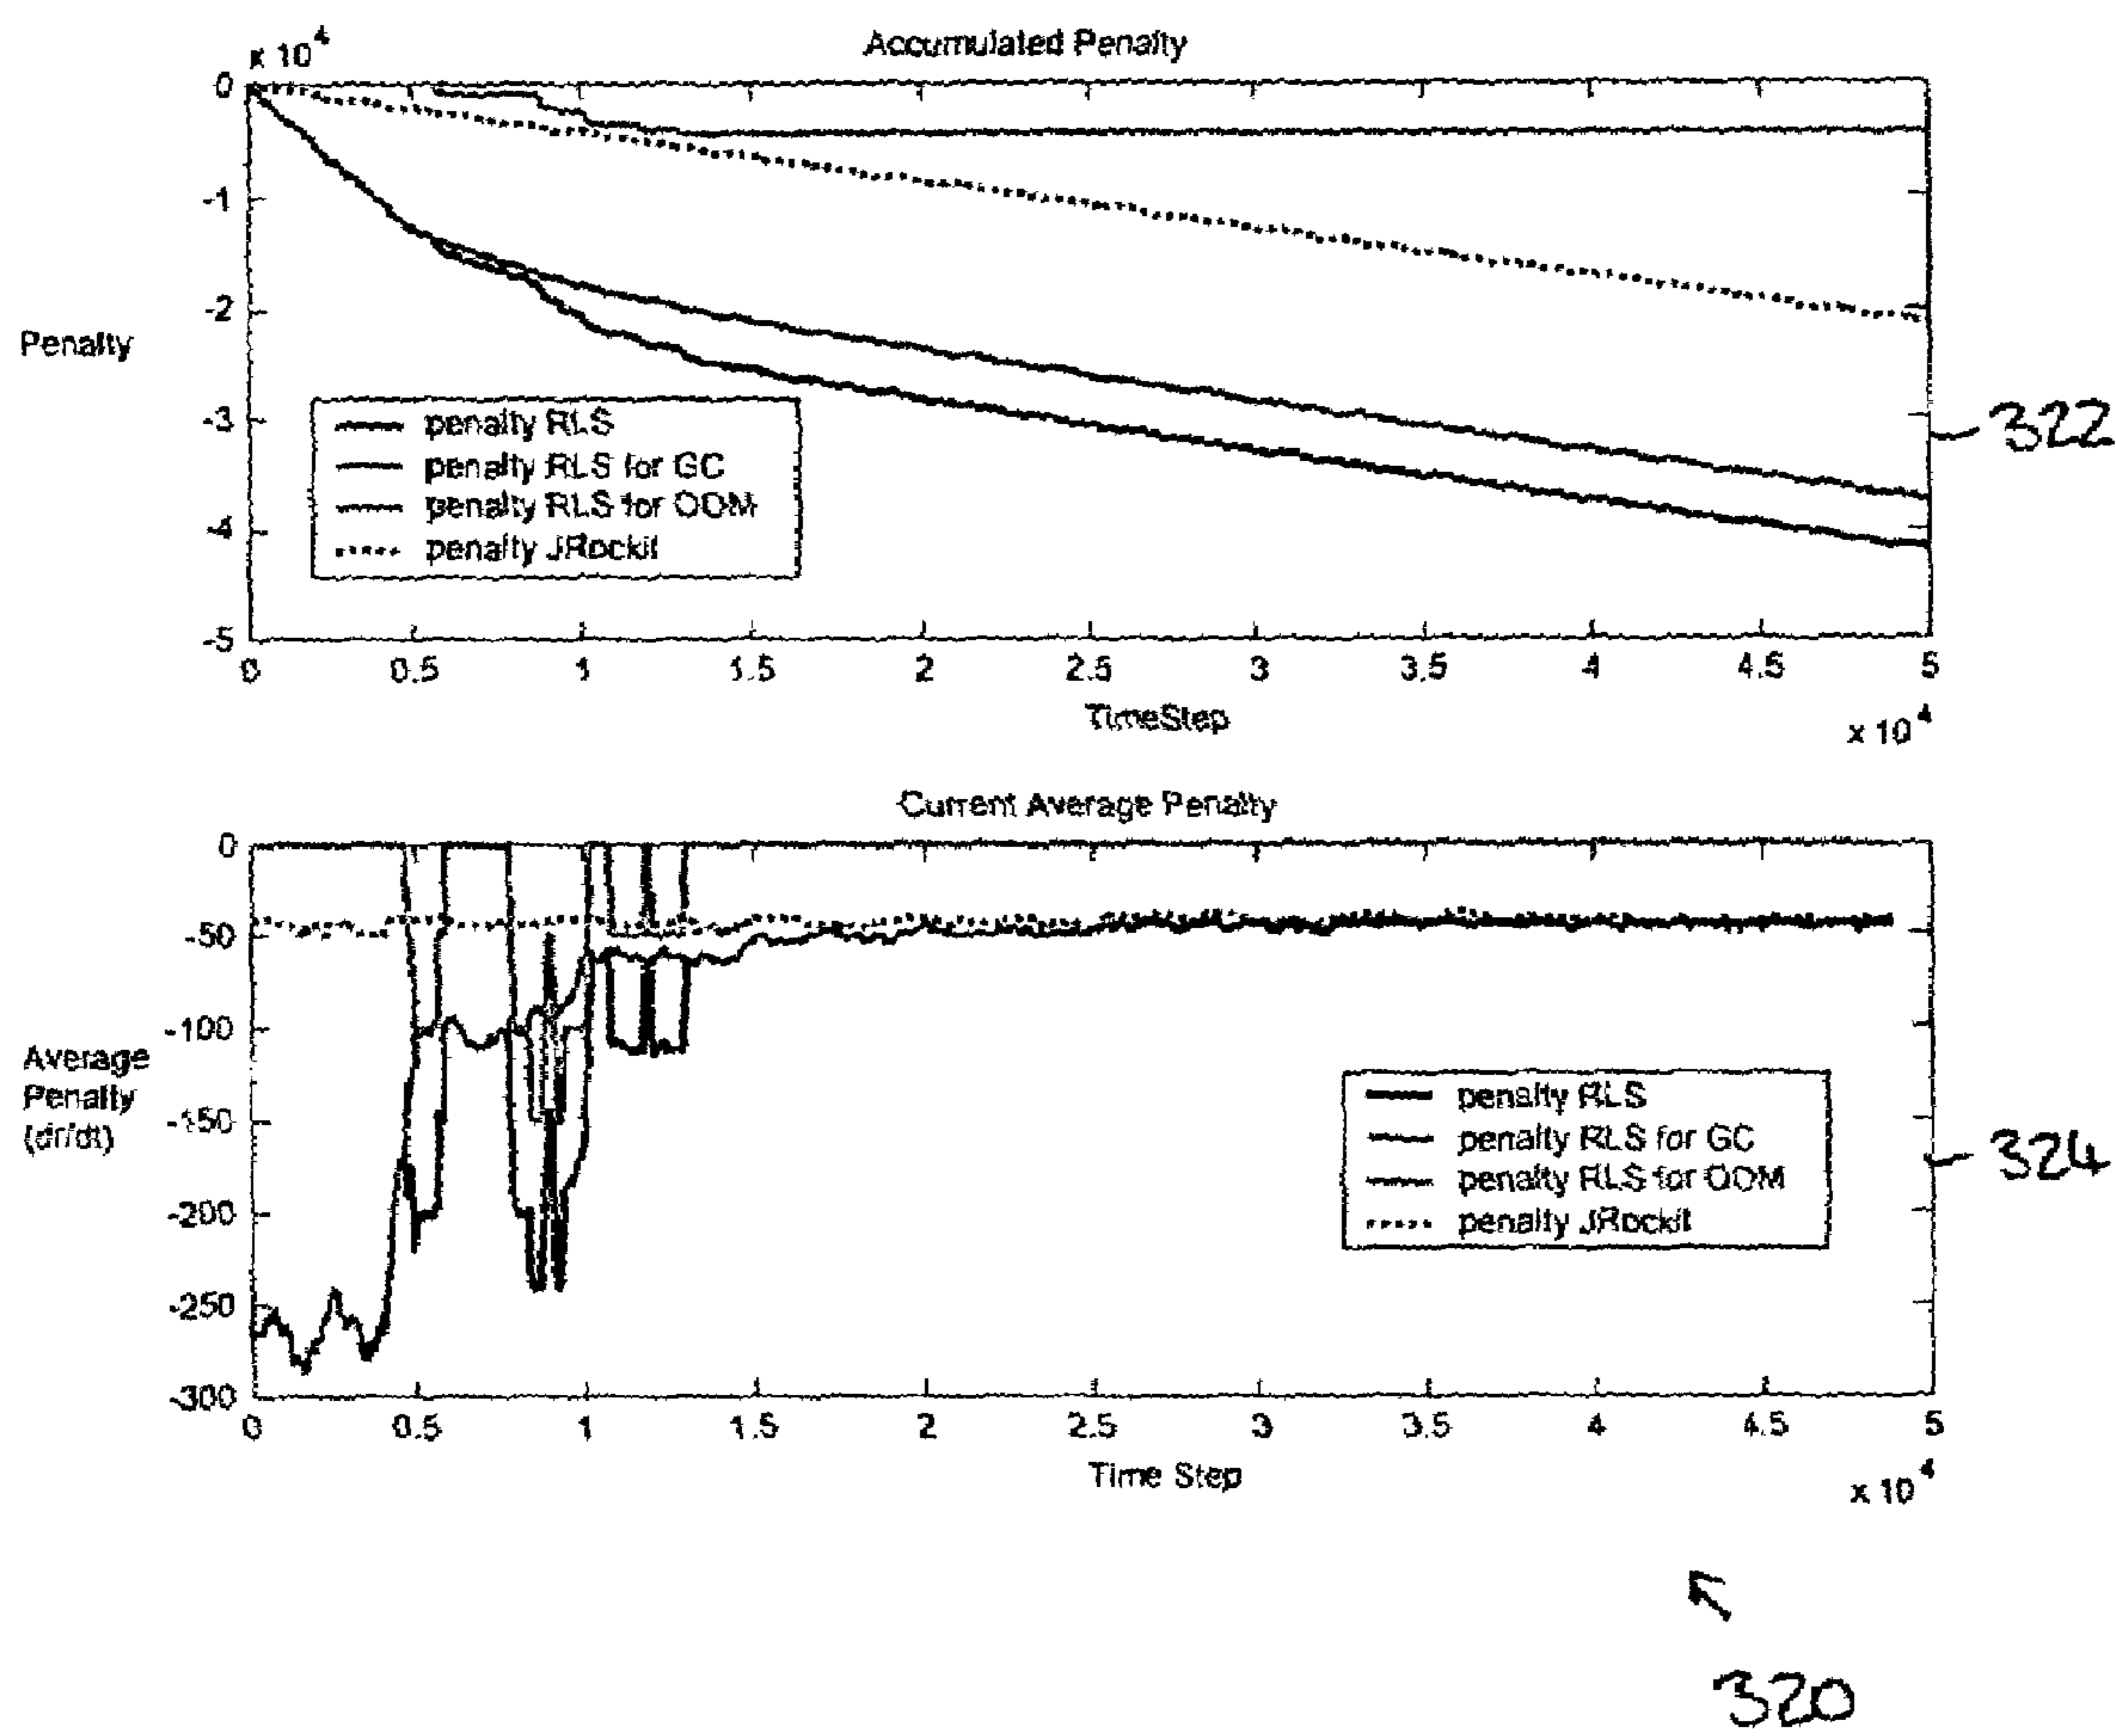 x 10^4
Accumulated Penalty
0
-1
-2
-3
-4
-5
Penalty
penalty RLS
penalty RLS for GC
penalty RLS for OOM
penalty JRockit
322
0 0.5 1 1.5 2 2.5 3 3.5 4 4.5 5
TimeStep
x 10^4
Current Average Penalty
0
-50
-100
-150
-200
-250
-300
Average
Penalty
(dr/dt)
penalty RLS
penalty RLS for GC
penalty RLS for OOM
penalty JRockit
324
0 0.5 1 1.5 2 2.5 3 3.5 4 4.5 5
Time Step
x 10^4
320